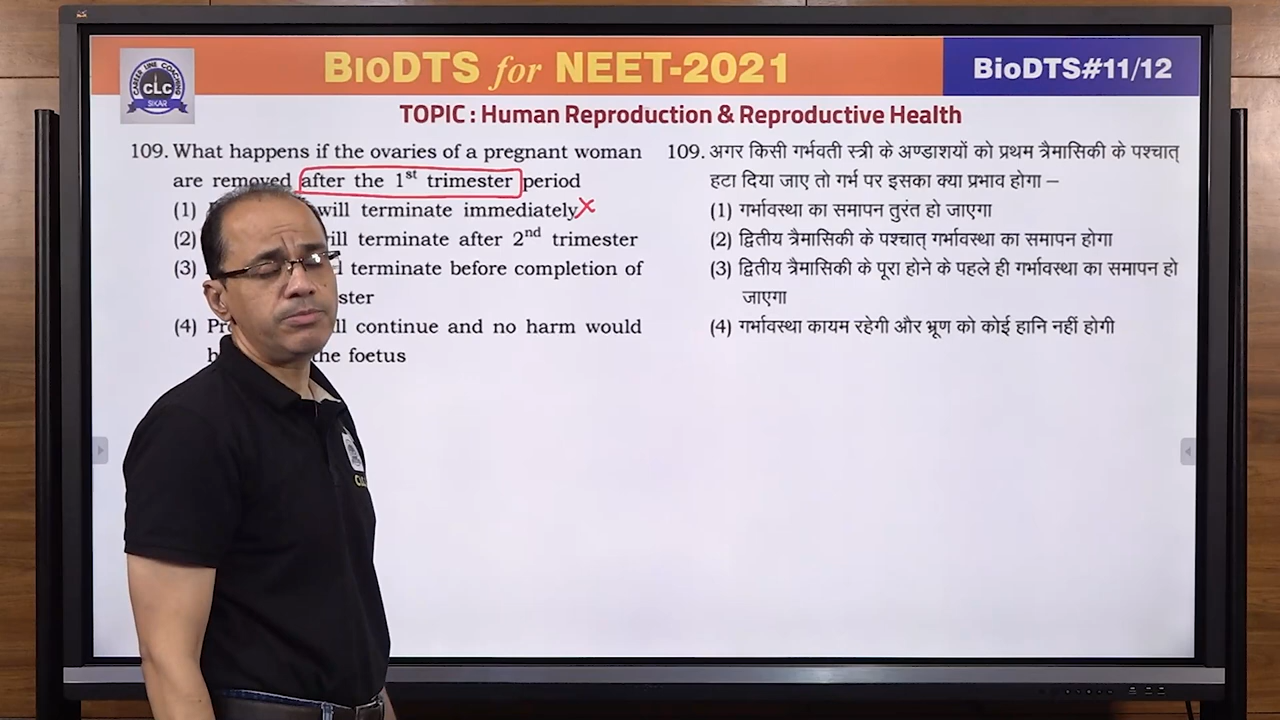 BIODTS for NEET-2021
BIODTS#11/12
CAREER LINE COACHING
CLC
SIKAR
TOPIC : Human Reproduction & Reproductive Health
109. What happens if the ovaries of a pregnant woman
are removed after the 1st trimester period
(1) will terminate immediately
(2) will terminate after 2nd trimester
(3) terminate before completion of
(4) continue and no harm would
the foetus
109. अगर किसी गर्भवती स्त्री के अण्डाशयों को प्रथम त्रैमासिकी के पश्चात्
हटा दिया जाए तो गर्भ पर इसका क्या प्रभाव होगा –
(1) गर्भावस्था का समापन तुरंत हो जाएगा
(2) द्वितीय त्रैमासिकी के पश्चात् गर्भावस्था का समापन होगा
(3) द्वितीय त्रैमासिकी के पूरा होने के पहले ही गर्भावस्था का समापन हो
जाएगा
(4) गर्भावस्था कायम रहेगी और भ्रूण को कोई हानि नहीं होगी